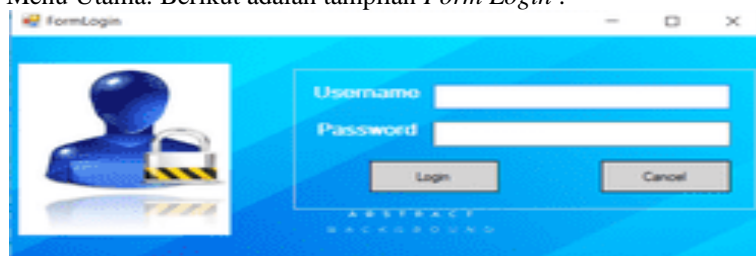 Menu Utama. Berikut adalah tampilan Form Login :
FormLogin
Username
Password
Login Cancel
ABSTRACT
BACKGROUND